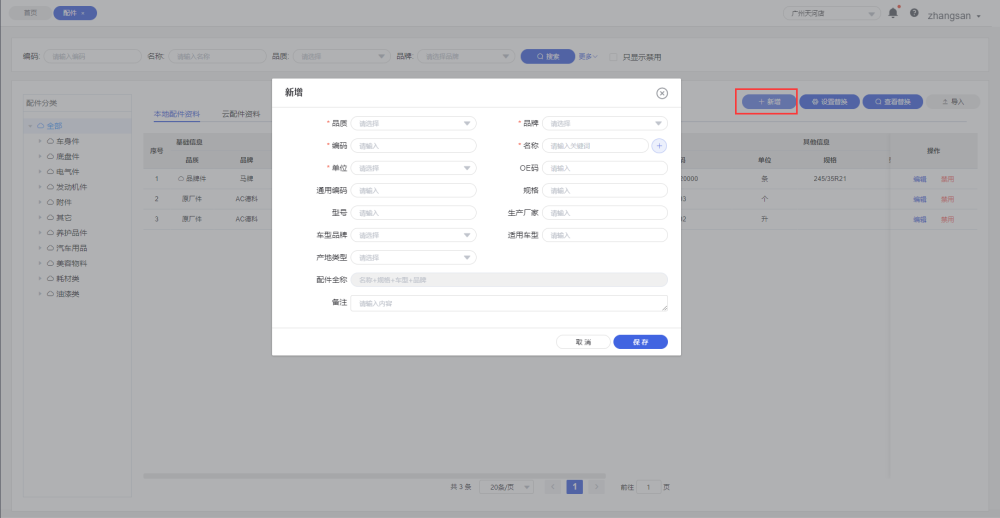 首页 配件 × 广州天河店 zhangsan
编码: 请输入编码 名称: 请输入名称 品质: 请选择 品牌: 请选择品牌 搜索 更多 只显示禁用
配件分类
全部
车身件
底盘件
电气件
发动机件
附件
其它
养护品件
汽车用品
美容物料
耗材类
油漆类
本地配件资料 云配件资料 + 新增 设置替换 查看替换 导入
序号 基础信息 其他信息 操作
品质 品牌 单位 规格
1 品牌件 马牌 00000 条 245/35R21 编辑 禁用
2 原厂件 AC德科 个 编辑 禁用
3 原厂件 AC德科 升 编辑 禁用
共 3 条 20条/页 < 1 > 前往 1 页
新增
* 品质 请选择 * 品牌 请选择
* 编码 请输入 * 名称 请输入关键词 +
* 单位 请选择 OE码 请输入
通用编码 请输入 规格 请输入
型号 请输入 生产厂家 请输入
车型品牌 请选择 适用车型 请输入
产地类型 请选择
配件全称 名称+规格+车型+品牌
备注 请输入内容
取 消 保 存